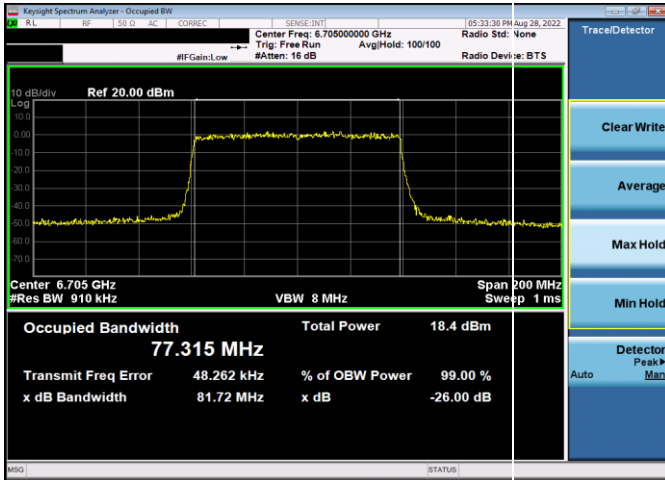 Keysight Spectrum Analyzer - Occupied BW
RL RF 50 Ω AC CORREC SENSE:INT 05:33:30 PM Aug 28, 2022
Center Freq: 6.705000000 GHz Radio Std: None
Trig: Free Run Avg|Hold: 100/100
#IFGain:Low #Atten: 16 dB Radio Device: BTS
Trace/Detector
10 dB/div Ref 20.00 dBm
Log
10.0
0.00
-10.0
-20.0
-30.0
-40.0
-50.0
-60.0
-70.0
Center 6.705 GHz Span 200 MHz
#Res BW 910 kHz VBW 8 MHz Sweep 1 ms
Occupied Bandwidth Total Power 18.4 dBm
77.315 MHz
Transmit Freq Error 48.262 kHz % of OBW Power 99.00 %
x dB Bandwidth 81.72 MHz x dB -26.00 dB
Clear Write
Average
Max Hold
Min Hold
Detector
Peak▶
Auto Man
MSG STATUS